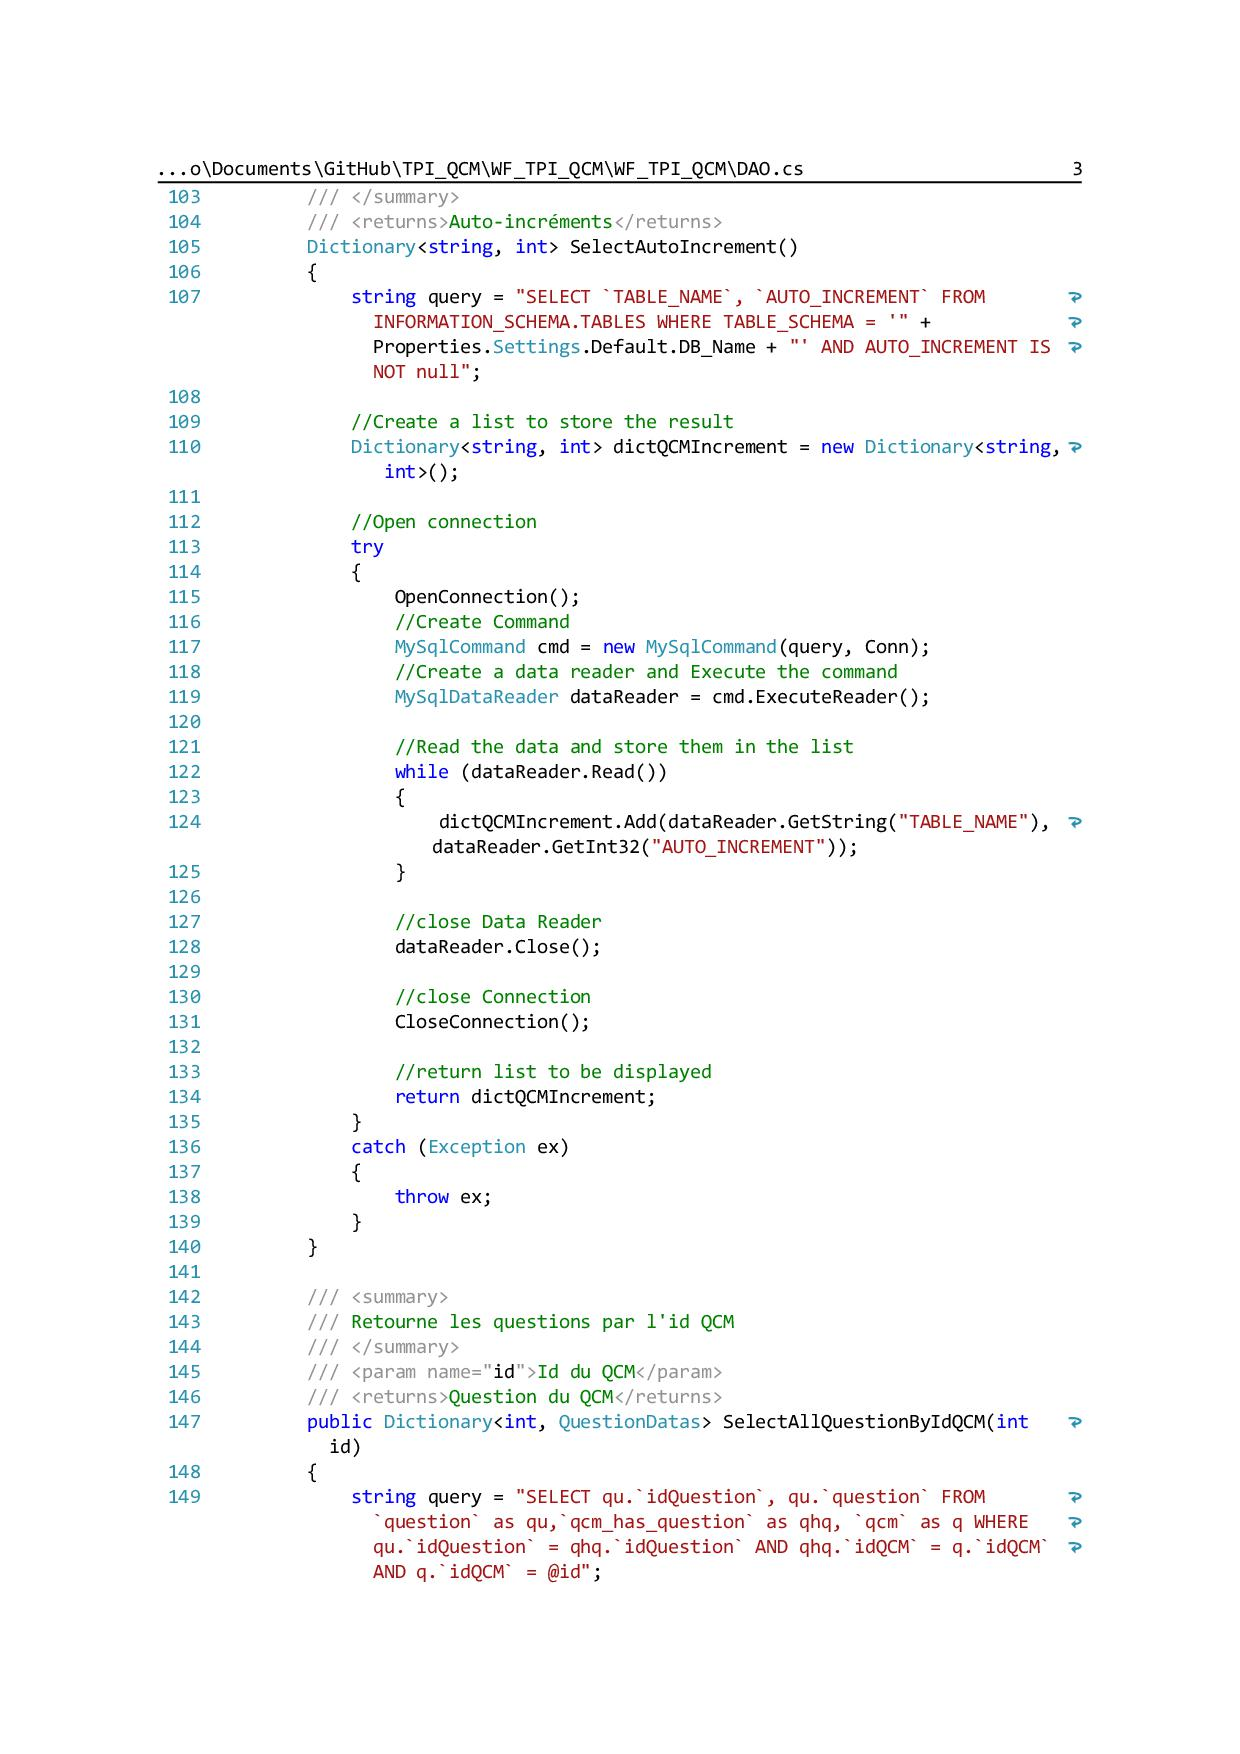 ...o\Documents\GitHub\TPI_QCM\WF_TPI_QCM\WF_TPI_QCM\DAO.cs 3
103 /// </summary>
104 /// <returns>Auto-incréments</returns>
105 Dictionary<string, int> SelectAutoIncrement()
106 {
107 string query = "SELECT `TABLE_NAME`, `AUTO_INCREMENT` FROM
INFORMATION_SCHEMA.TABLES WHERE TABLE_SCHEMA = '" +
Properties.Settings.Default.DB_Name + "' AND AUTO_INCREMENT IS
NOT null";
108
109 //Create a list to store the result
110 Dictionary<string, int> dictQCMIncrement = new Dictionary<string,
int>();
111
112 //Open connection
113 try
114 {
115 OpenConnection();
116 //Create Command
117 MySqlCommand cmd = new MySqlCommand(query, Conn);
118 //Create a data reader and Execute the command
119 MySqlDataReader dataReader = cmd.ExecuteReader();
120
121 //Read the data and store them in the list
122 while (dataReader.Read())
123 {
124 dictQCMIncrement.Add(dataReader.GetString("TABLE_NAME"),
dataReader.GetInt32("AUTO_INCREMENT"));
125 }
126
127 //close Data Reader
128 dataReader.Close();
129
130 //close Connection
131 CloseConnection();
132
133 //return list to be displayed
134 return dictQCMIncrement;
135 }
136 catch (Exception ex)
137 {
138 throw ex;
139 }
140 }
141
142 /// <summary>
143 /// Retourne les questions par l'id QCM
144 /// </summary>
145 /// <param name="id">Id du QCM</param>
146 /// <returns>Question du QCM</returns>
147 public Dictionary<int, QuestionDatas> SelectAllQuestionByIdQCM(int
id)
148 {
149 string query = "SELECT qu.`idQuestion`, qu.`question` FROM
`question` as qu,`qcm_has_question` as qhq, `qcm` as q WHERE
qu.`idQuestion` = qhq.`idQuestion` AND qhq.`idQCM` = q.`idQCM`
AND q.`idQCM` = @id";